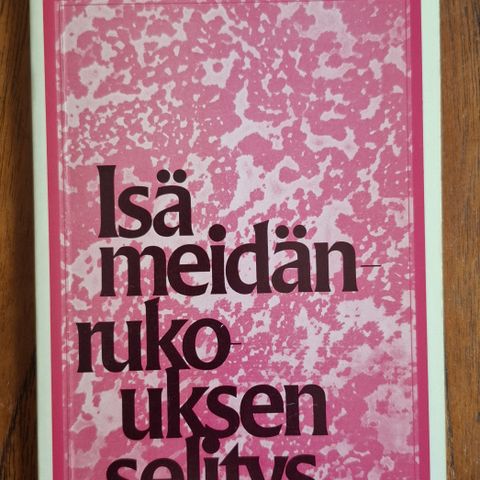 Isä
meidän-
ruko-
uksen
selitys